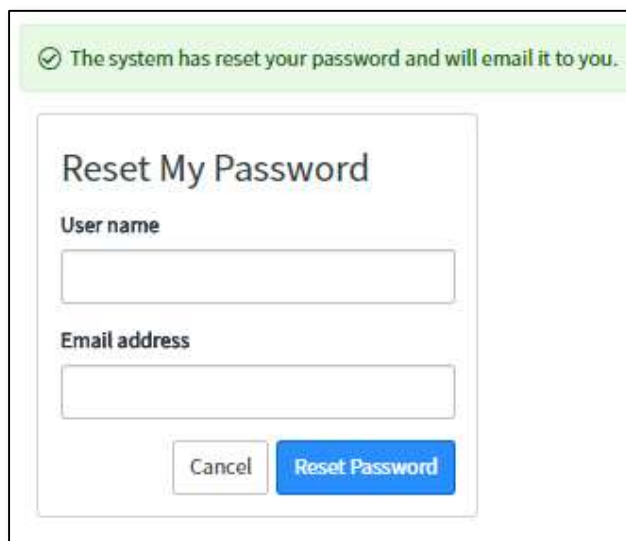 The system has reset your password and will email it to you.
Reset My Password
User name
Email address
Cancel
Reset Password